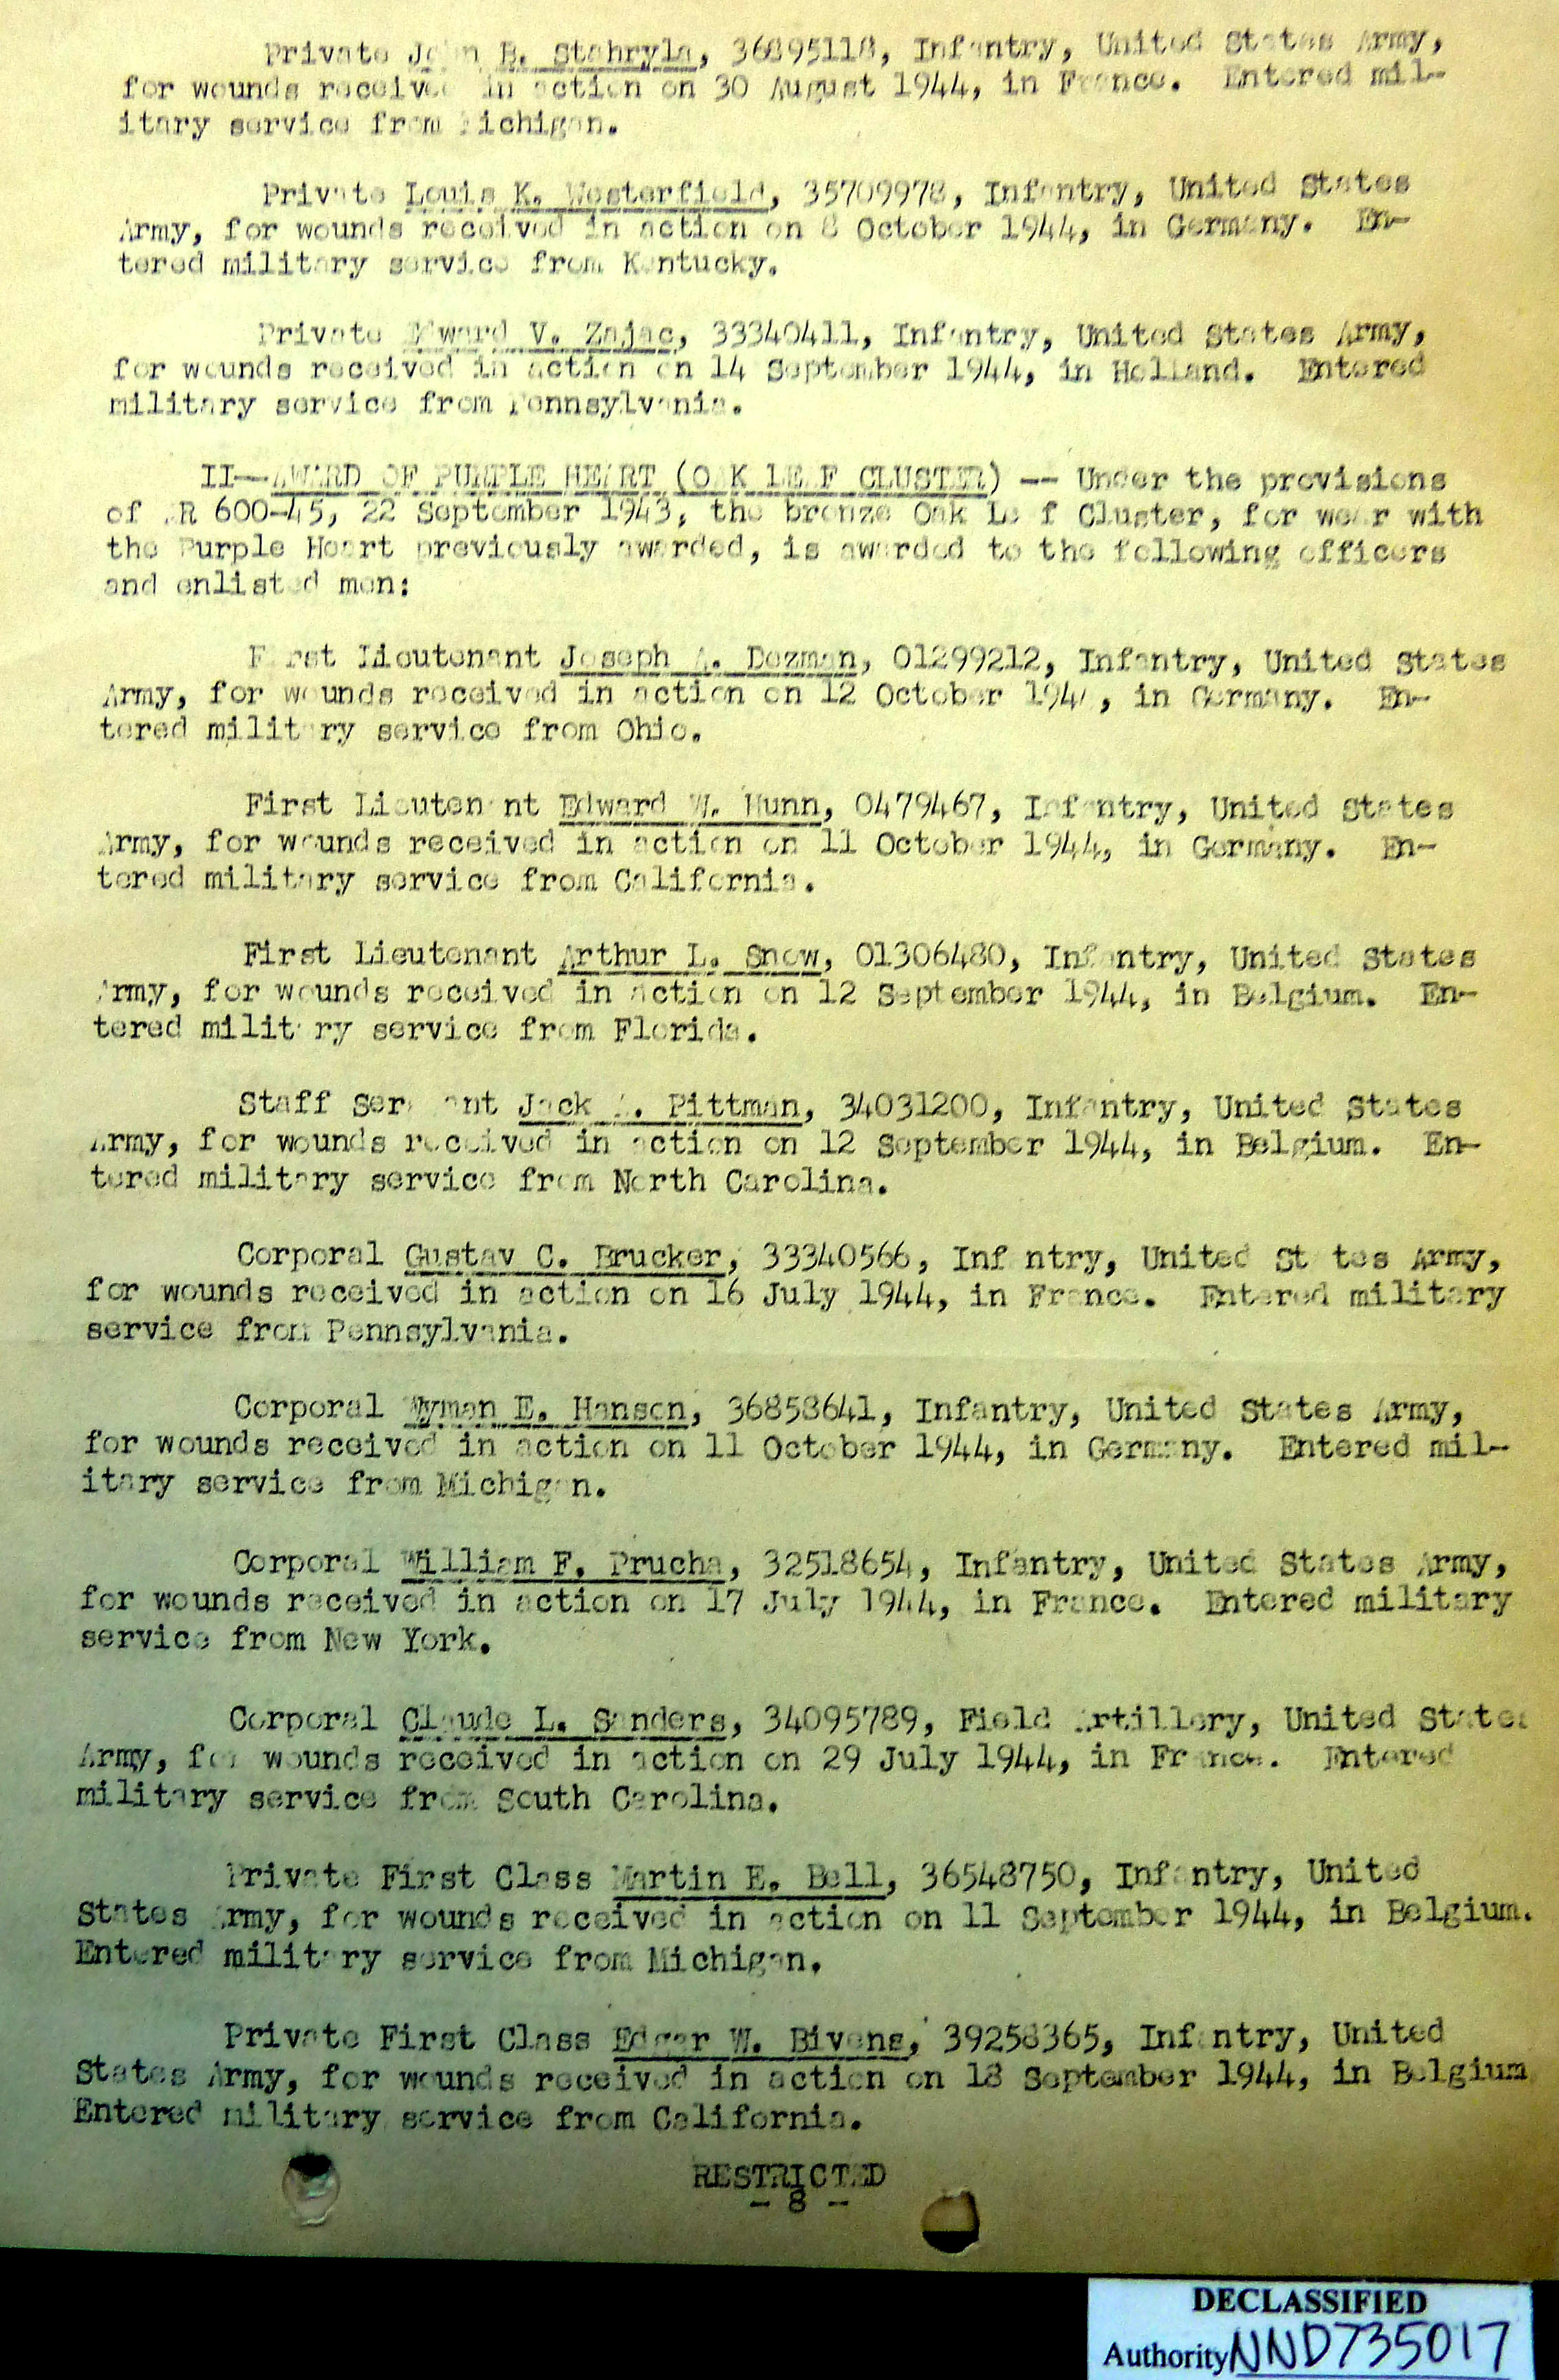 Private John B. Stahryla, 36895118, Infantry, United States Army,
for wounds received in action on 30 August 1944, in France. Entered mil-
itary service from Michigan.
Private Louis K. Westerfield, 35709978, Infantry, United States
Army, for wounds received in action on 8 October 1944, in Germany. En-
tered military service from Kentucky.
Private Edward V. Zajac, 33340411, Infantry, United States Army,
for wounds received in action on 14 September 1944, in Holland. Entered
military service from Pennsylvania.
II—AWARD OF PURPLE HEART (OAK LEAF CLUSTER) -- Under the provisions
of AR 600-45, 22 September 1943, the bronze Oak Leaf Cluster, for wear with
the Purple Heart previously awarded, is awarded to the following officers
and enlisted men:
First Lieutenant Joseph A. Dozman, 01299212, Infantry, United States
Army, for wounds received in action on 12 October 1944, in Germany. En-
tered military service from Ohio.
First Lieutenant Edward W. Nunn, 0479467, Infantry, United States
Army, for wounds received in action on 11 October 1944, in Germany. En-
tered military service from California.
First Lieutenant Arthur L. Snow, 01306480, Infantry, United States
Army, for wounds received in action on 12 September 1944, in Belgium. En-
tered military service from Florida.
Staff Sergeant Jack Pittman, 34031200, Infantry, United States
Army, for wounds received in action on 12 September 1944, in Belgium. En-
tered military service from North Carolina.
Corporal Gustav C. Brucker, 33340566, Infantry, United States Army,
for wounds received in action on 16 July 1944, in France. Entered military
service from Pennsylvania.
Corporal Wyman E. Hanson, 36858641, Infantry, United States Army,
for wounds received in action on 11 October 1944, in Germany. Entered mil-
itary service from Michigan.
Corporal William F. Prucha, 32518654, Infantry, United States Army,
for wounds received in action on 17 July 1944, in France. Entered military
service from New York.
Corporal Claude L. Sanders, 34095789, Field Artillery, United States
Army, for wounds received in action on 29 July 1944, in France. Entered
military service from South Carolina.
Private First Class Martin E. Bell, 36548750, Infantry, United
States Army, for wounds received in action on 11 September 1944, in Belgium.
Entered military service from Michigan.
Private First Class Edgar W. Bivens, 39258365, Infantry, United
States Army, for wounds received in action on 18 September 1944, in Belgium
Entered military service from California.
RESTRICTED
- 8 -
DECLASSIFIED
Authority NND735017